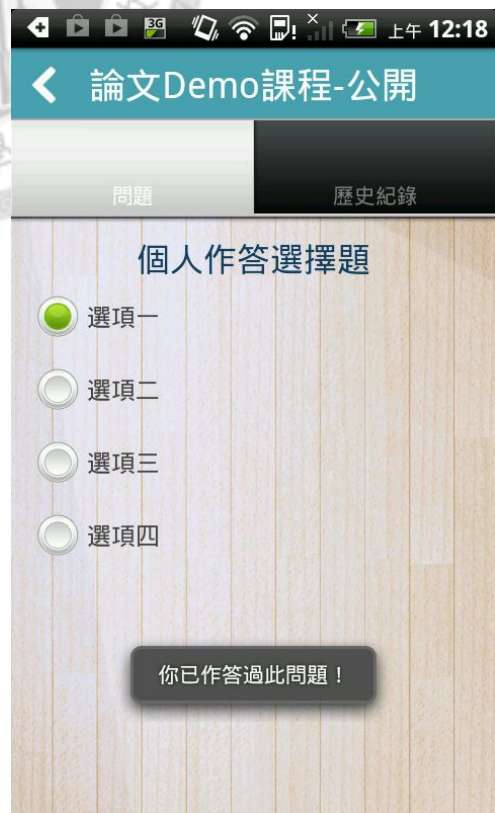 3G
上午 12:18
論文Demo課程-公開
問題
歷史紀錄
個人作答選擇題
選項一
選項二
選項三
選項四
你已作答過此問題！